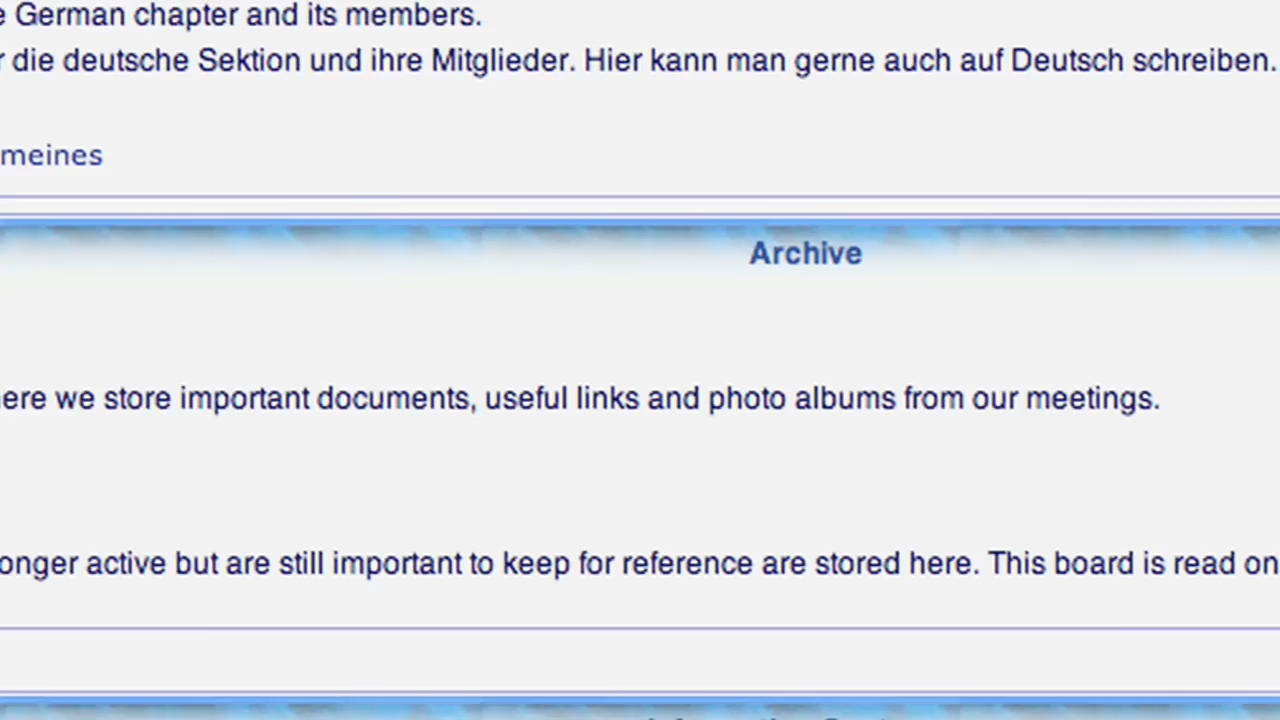 German chapter and its members.
die deutsche Sektion und ihre Mitglieder. Hier kann man gerne auch auf Deutsch schreiben.
meines
Archive
ere we store important documents, useful links and photo albums from our meetings.
onger active but are still important to keep for reference are stored here. This board is read on